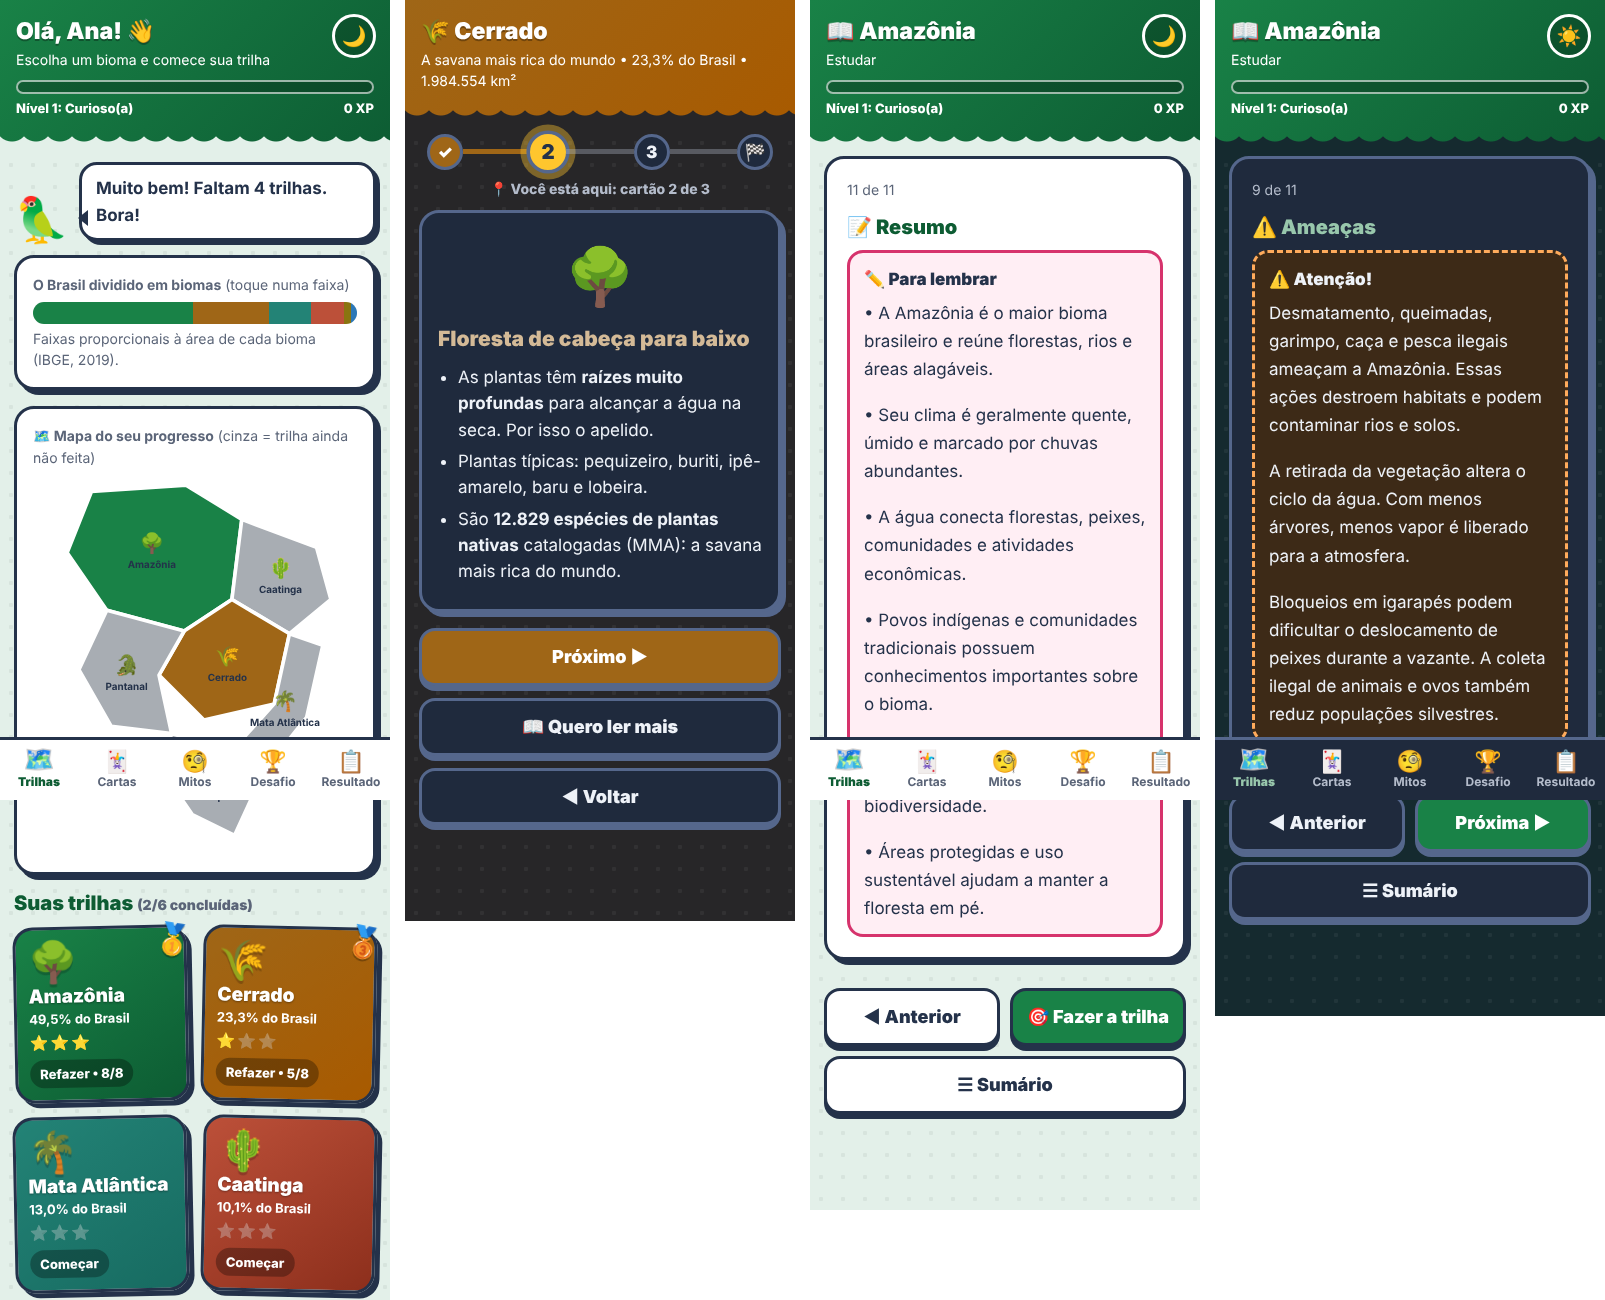 Olá, Ana! 👋
Escolha um bioma e comece sua trilha
Nível 1: Curioso(a) 0 XP
Muito bem! Faltam 4 trilhas.
Bora!
O Brasil dividido em biomas (toque numa faixa)
Faixas proporcionais à área de cada bioma
(IBGE, 2019).
🗺️ Mapa do seu progresso (cinza = trilha ainda
não feita)
Amazônia
Caatinga
Pantanal
Cerrado
Mata Atlântica
Trilhas Cartas Mitos Desafio Resultado
Suas trilhas (2/6 concluídas)
Amazônia
49,5% do Brasil
Refazer • 8/8
Cerrado
23,3% do Brasil
Refazer • 5/8
Mata Atlântica
13,0% do Brasil
Começar
Caatinga
10,1% do Brasil
Começar
🌾 Cerrado
A savana mais rica do mundo • 23,3% do Brasil •
1.984.554 km²
2
3
📍 Você está aqui: cartão 2 de 3
Floresta de cabeça para baixo
• As plantas têm raízes muito
profundas para alcançar a água na
seca. Por isso o apelido.
• Plantas típicas: pequizeiro, buriti, ipê-
amarelo, baru e lobeira.
• São 12.829 espécies de plantas
nativas catalogadas (MMA): a savana
mais rica do mundo.
Próximo ▶
📖 Quero ler mais
◀ Voltar
📖 Amazônia
Estudar
Nível 1: Curioso(a) 0 XP
11 de 11
📝 Resumo
✏️ Para lembrar
• A Amazônia é o maior bioma
brasileiro e reúne florestas, rios e
áreas alagáveis.
• Seu clima é geralmente quente,
úmido e marcado por chuvas
abundantes.
• A água conecta florestas, peixes,
comunidades e atividades
econômicas.
• Povos indígenas e comunidades
tradicionais possuem
conhecimentos importantes sobre
o bioma.
Trilhas Cartas Mitos Desafio Resultado
biodiversidade.
• Áreas protegidas e uso
sustentável ajudam a manter a
floresta em pé.
◀ Anterior
🎯 Fazer a trilha
☰ Sumário
📖 Amazônia
Estudar
Nível 1: Curioso(a) 0 XP
9 de 11
⚠️ Ameaças
⚠️ Atenção!
Desmatamento, queimadas,
garimpo, caça e pesca ilegais
ameaçam a Amazônia. Essas
ações destroem habitats e podem
contaminar rios e solos.
A retirada da vegetação altera o
ciclo da água. Com menos
árvores, menos vapor é liberado
para a atmosfera.
Bloqueios em igarapés podem
dificultar o deslocamento de
peixes durante a vazante. A coleta
ilegal de animais e ovos também
reduz populações silvestres.
Trilhas Cartas Mitos Desafio Resultado
◀ Anterior
Próxima ▶
☰ Sumário